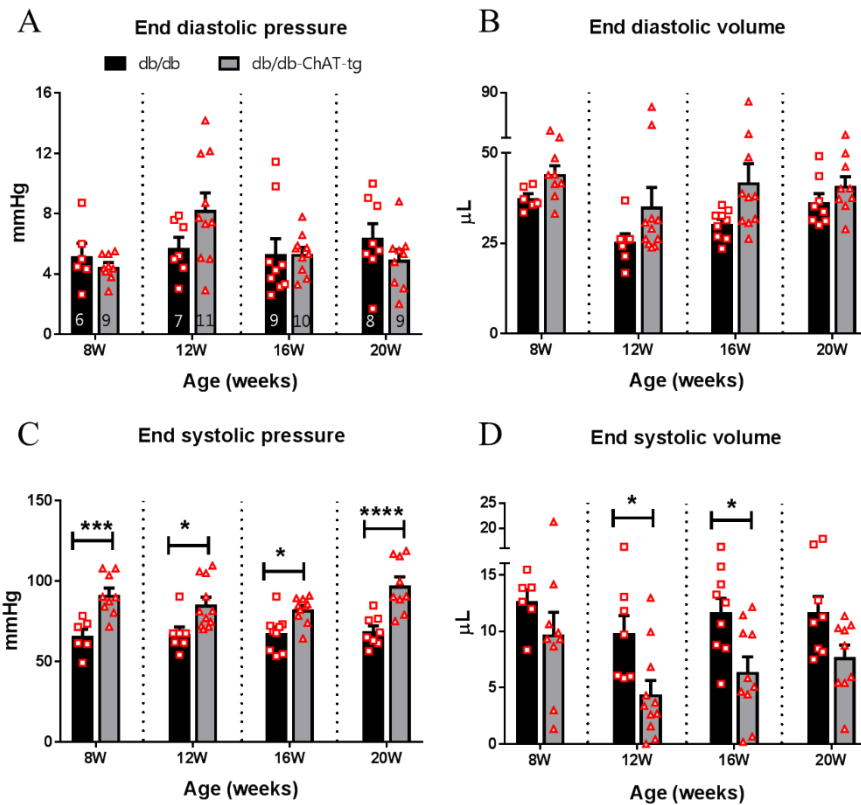 A
End diastolic pressure
db/db
db/db-ChAT-tg
16
12
8
4
0
mmHg
6
9
7
11
9
10
8
9
8W
12W
16W
20W
Age (weeks)
B
End diastolic volume
90
50
25
0
μL
8W
12W
16W
20W
Age (weeks)
C
End systolic pressure
150
100
50
0
mmHg
***
*
*
****
8W
12W
16W
20W
Age (weeks)
D
End systolic volume
25
20
15
10
5
0
μL
*
*
8W
12W
16W
20W
Age (weeks)